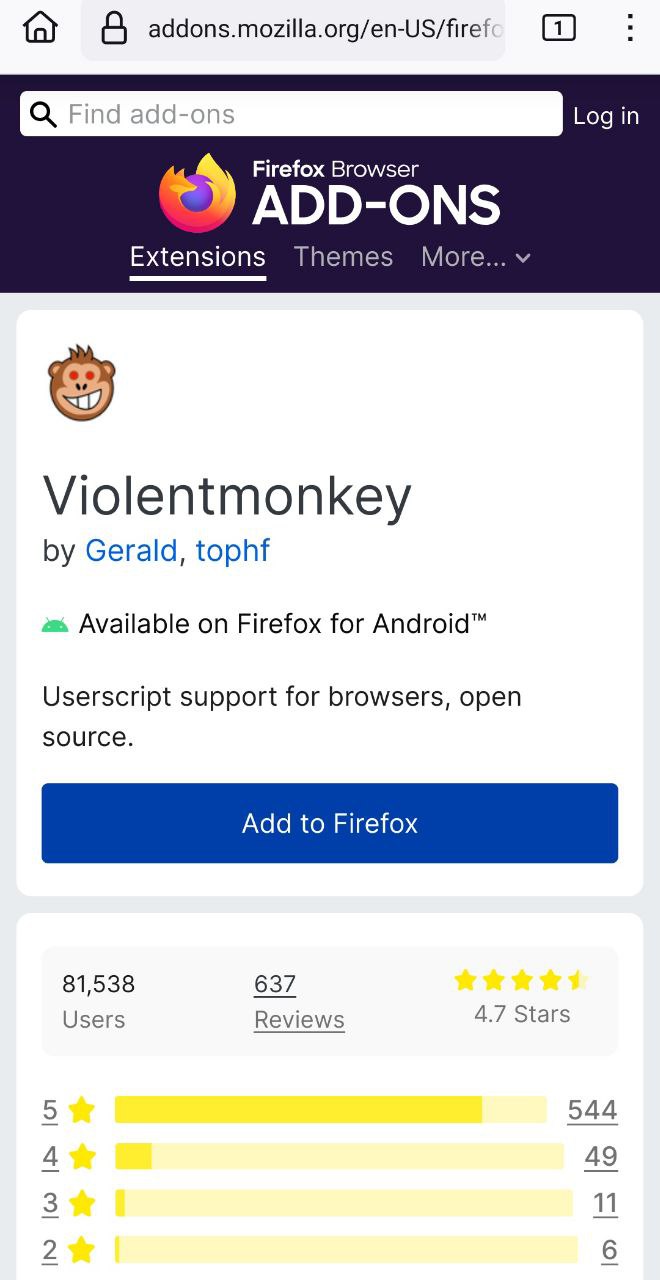 addons.mozilla.org/en-US/firefo
1
Find add-ons
Log in
Firefox Browser
ADD-ONS
Extensions Themes More...
Violentmonkey
by Gerald, tophf
Available on Firefox for Android™
Userscript support for browsers, open
source.
Add to Firefox
81,538 637
Users Reviews 4.7 Stars
5 544
4 49
3 11
2 6